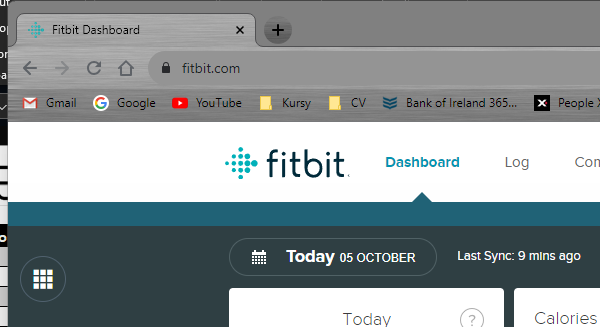 Fitbit Dashboard
fitbit.com
Gmail Google YouTube Kursy CV Bank of Ireland 365... People X
fitbit. Dashboard Log Com
Today 05 OCTOBER Last Sync: 9 mins ago
Today ? Calories